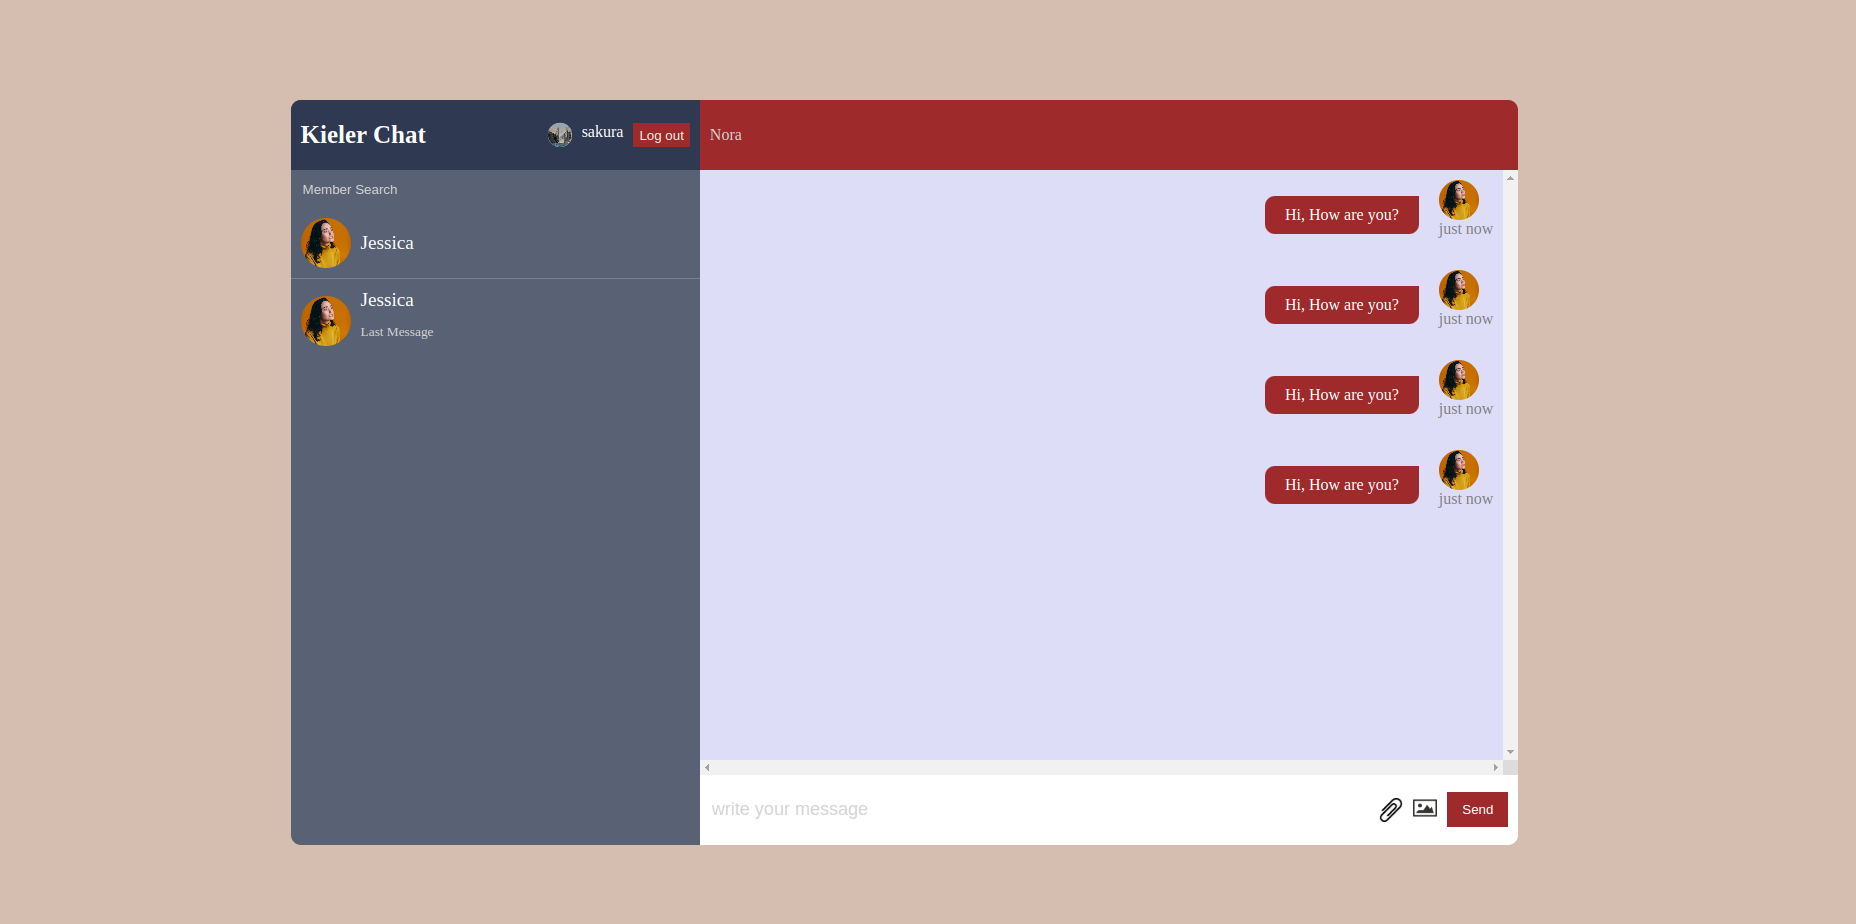 Kieler Chat
sakura
Log out
Nora
Member Search
Jessica
Jessica
Last Message
Hi, How are you?
just now
Hi, How are you?
just now
Hi, How are you?
just now
Hi, How are you?
just now
write your message
Send